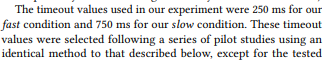 The timeout values used in our experiment were 250 ms for our
fast condition and 750 ms for our slow condition. These timeout
values were selected following a series of pilot studies using an
identical method to that described below, except for the tested